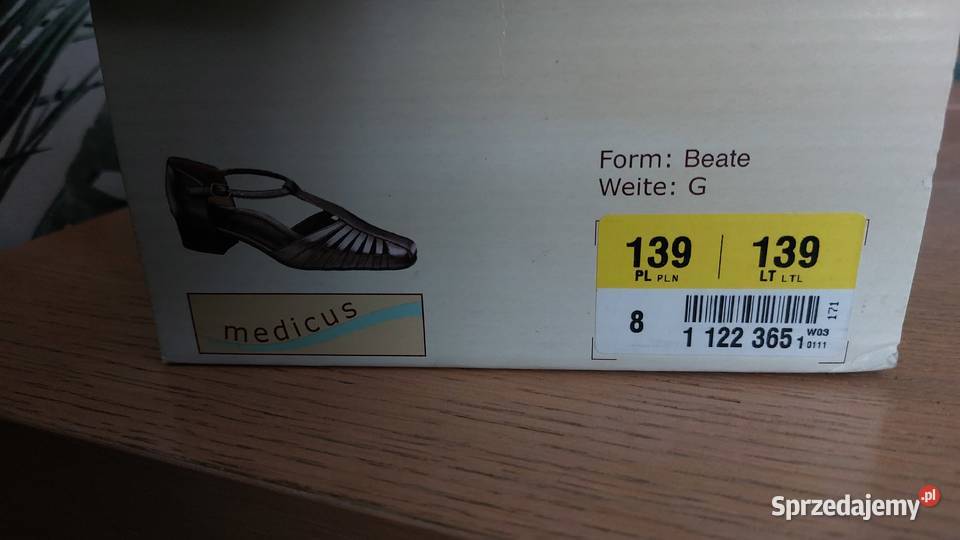 Form: Beate
Weite: G
139 | 139
PL PLN LT LTL
8
1 122 365 1
W03
0111
171
medicus
Sprzedajemy.pl